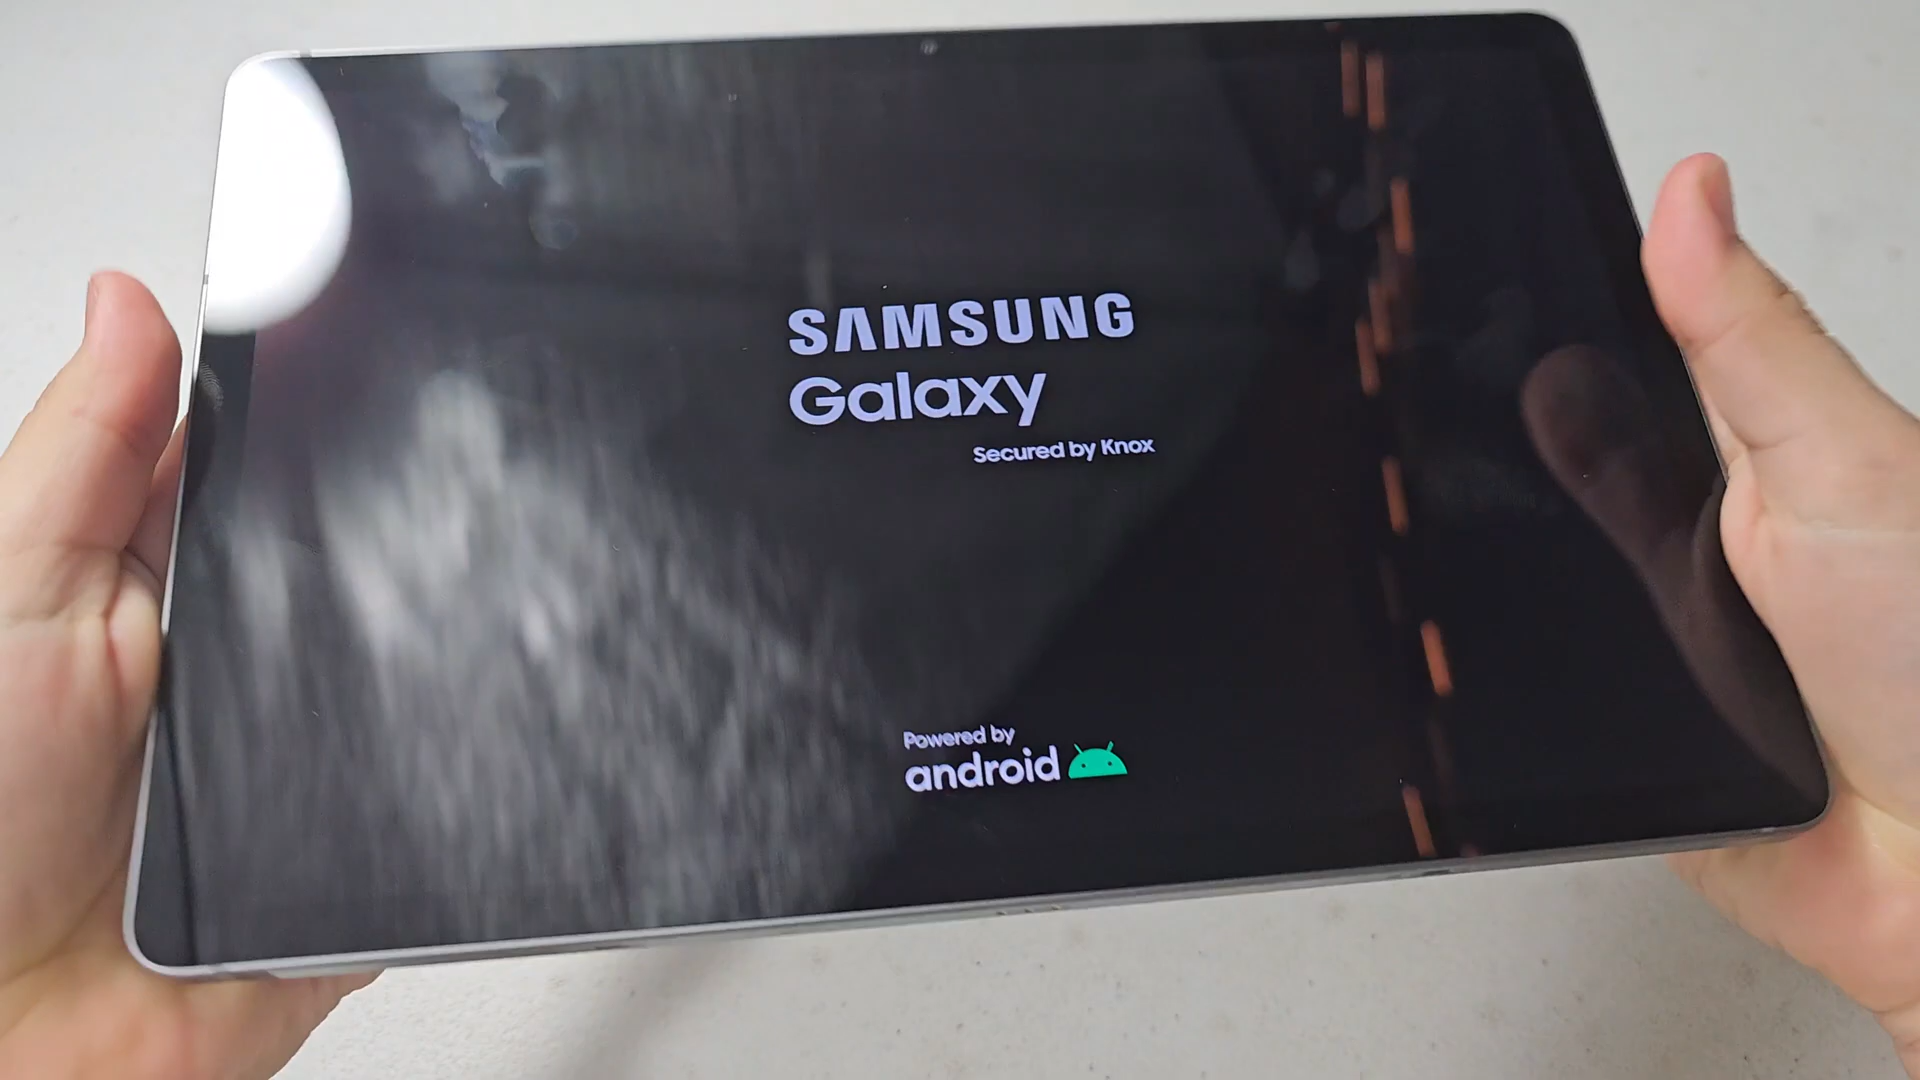 SAMSUNG
Galaxy
Secured by Knox
Powered by
android